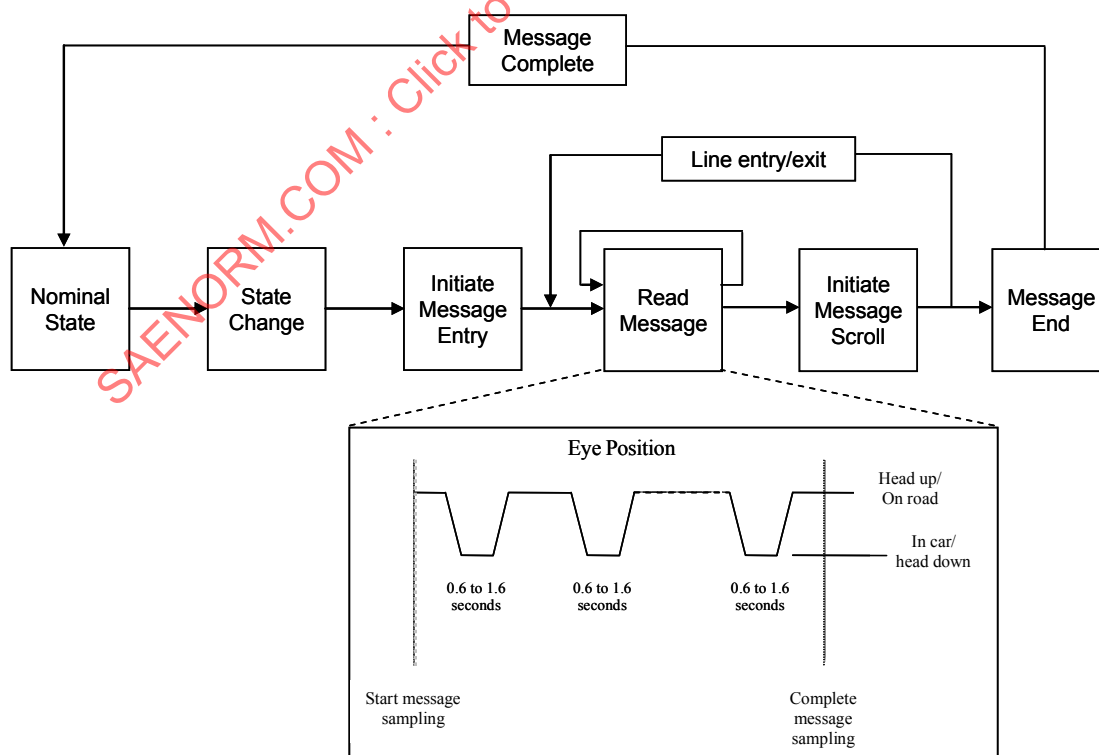 Message
Complete
SAENORM.COM : Click to
Line entry/exit
Nominal
State
State
Change
Initiate
Message
Entry
Read
Message
Initiate
Message
Scroll
Message
End
Eye Position
Head up/
On road
In car/
head down
0.6 to 1.6
seconds
0.6 to 1.6
seconds
0.6 to 1.6
seconds
Start message
sampling
Complete
message
sampling